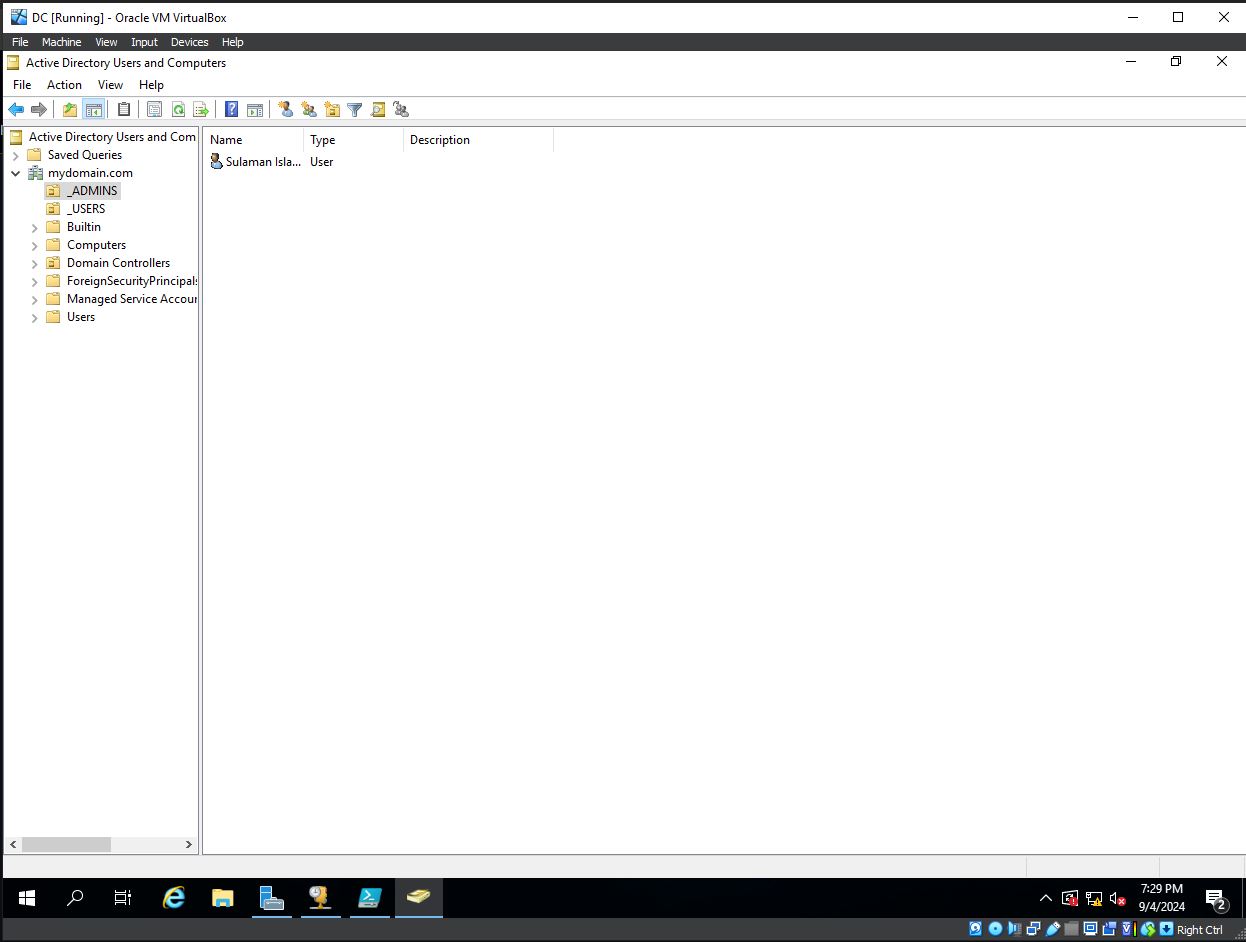 DC [Running] - Oracle VM VirtualBox
File Machine View Input Devices Help
Active Directory Users and Computers
File Action View Help
Active Directory Users and Com
Saved Queries
mydomain.com
_ADMINS
_USERS
Builtin
Computers
Domain Controllers
ForeignSecurityPrincipals
Managed Service Accour
Users
Name Type Description
Sulaman Isla... User
7:29 PM
9/4/2024
2
Right Ctrl